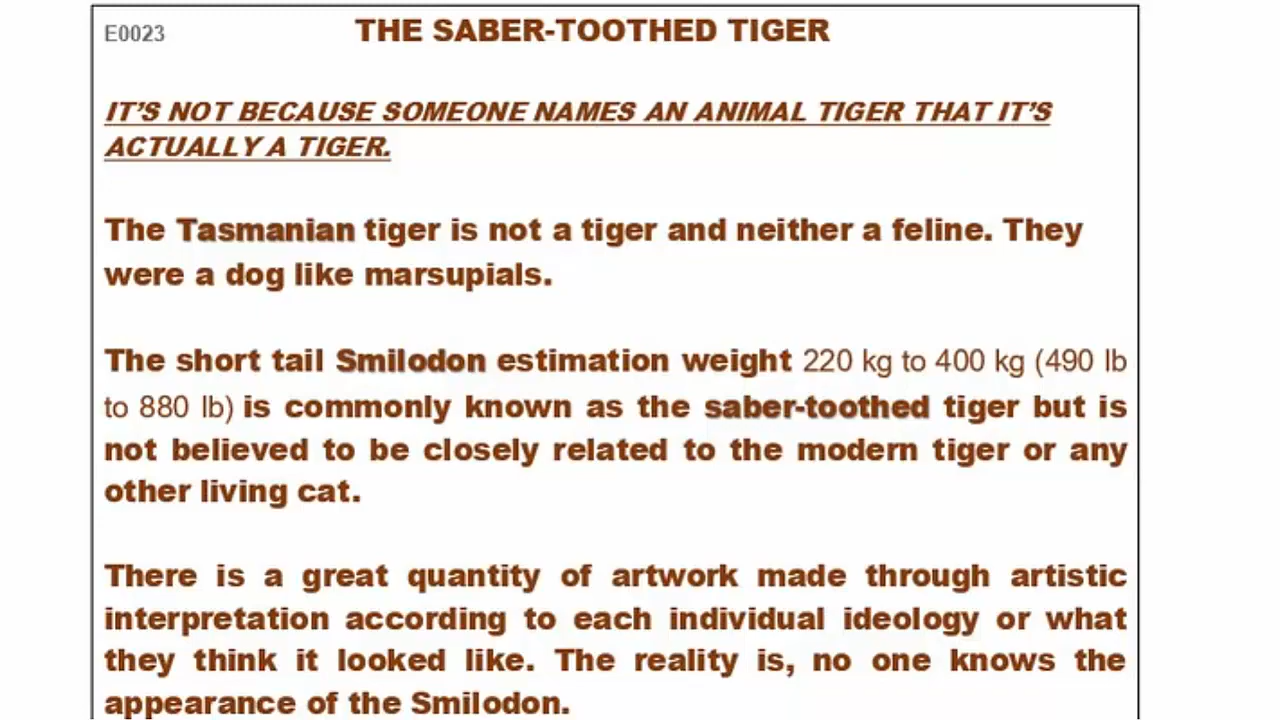 E0023 THE SABER-TOOTHED TIGER
IT'S NOT BECAUSE SOMEONE NAMES AN ANIMAL TIGER THAT IT'S
ACTUALLY A TIGER.
The Tasmanian tiger is not a tiger and neither a feline. They
were a dog like marsupials.
The short tail Smilodon estimation weight 220 kg to 400 kg (490 lb
to 880 lb) is commonly known as the saber-toothed tiger but is
not believed to be closely related to the modern tiger or any
other living cat.
There is a great quantity of artwork made through artistic
interpretation according to each individual ideology or what
they think it looked like. The reality is, no one knows the
appearance of the Smilodon.